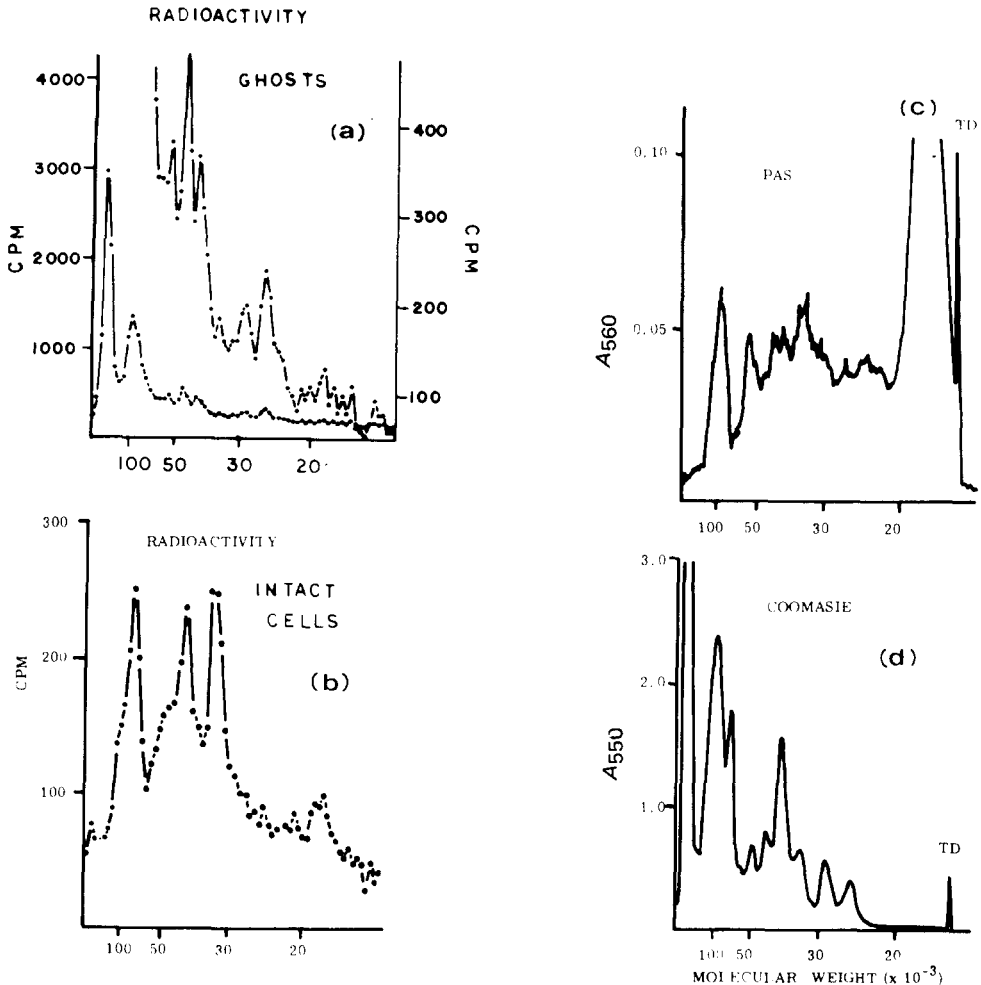 RADIOACTIVITY
GHOSTS
(a)
4000
3000
2000
1000
CPM
400
300
200
100
CPM
100 50 30 20
300
200
100
CPM
RADIOACTIVITY
INTACT
CELLS
(b)
100 50 30 20
(c)
TD
PAS
0.10
0.05
A560
100 50 30 20
3.0
2.0
1.0
A550
COOMASIE
(d)
TD
100 50 30 20
MOLECULAR WEIGHT (x 10-3)